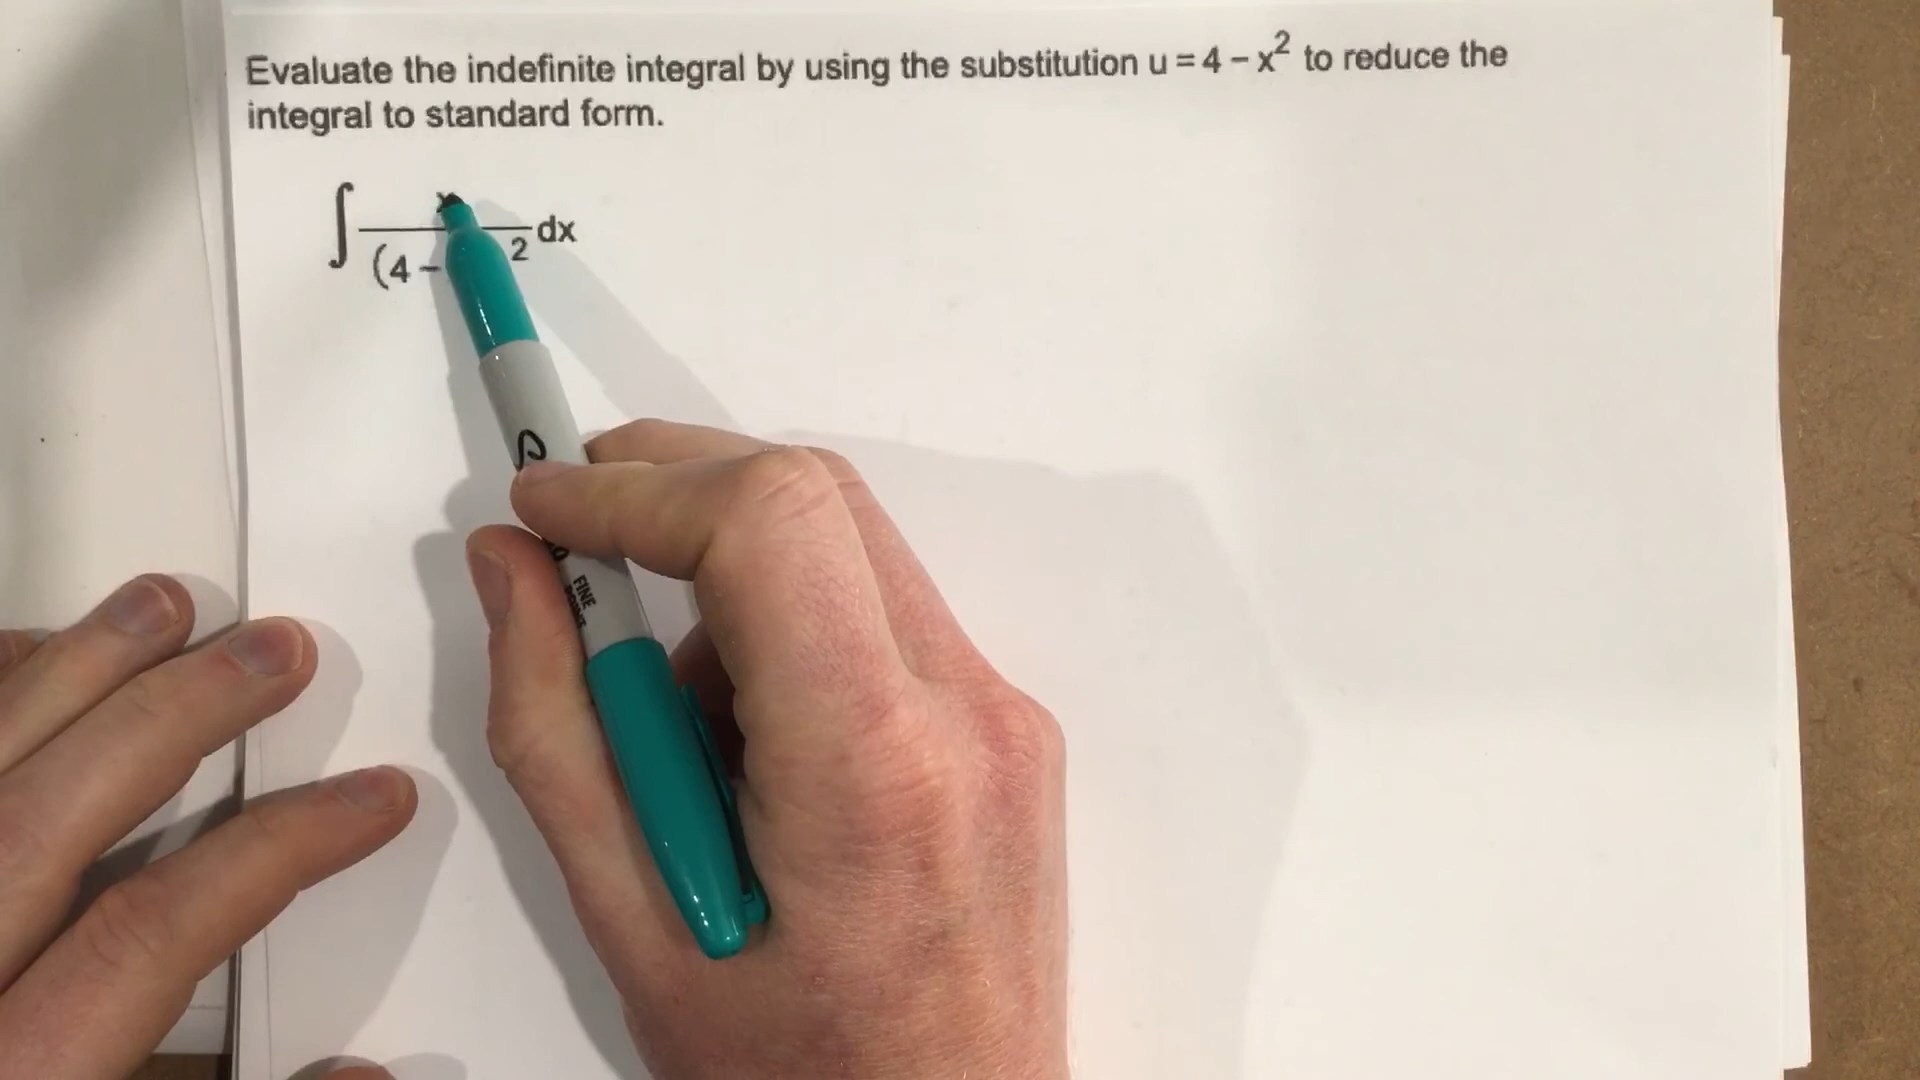 Evaluate the indefinite integral by using the substitution u = 4 − x² to reduce the
integral to standard form.
∫ x
(4 − 2 dx
FINE
POINT